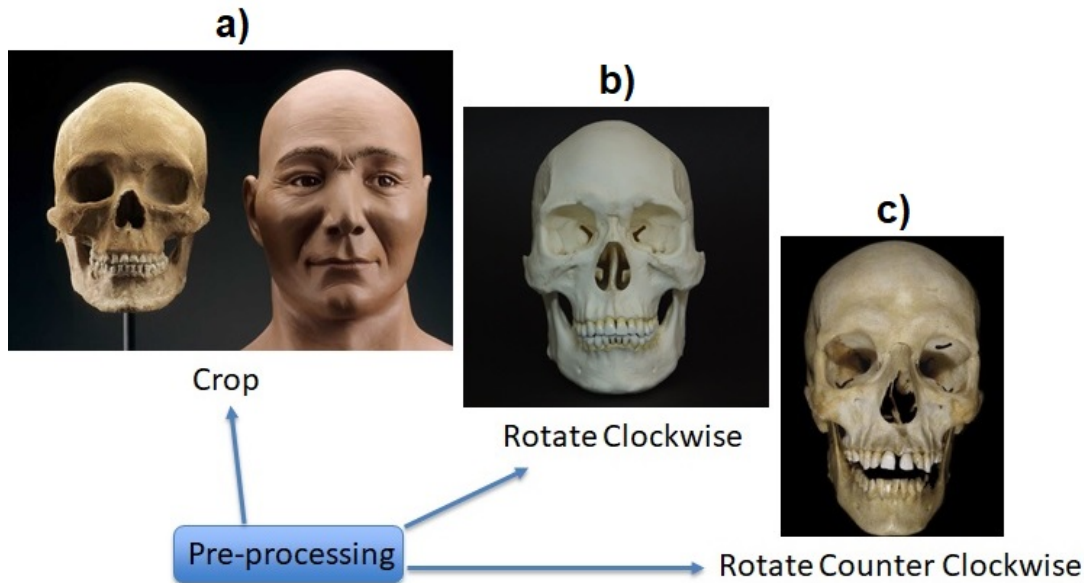 a)
b)
c)
Crop
Rotate Clockwise
Pre-processing
Rotate Counter Clockwise